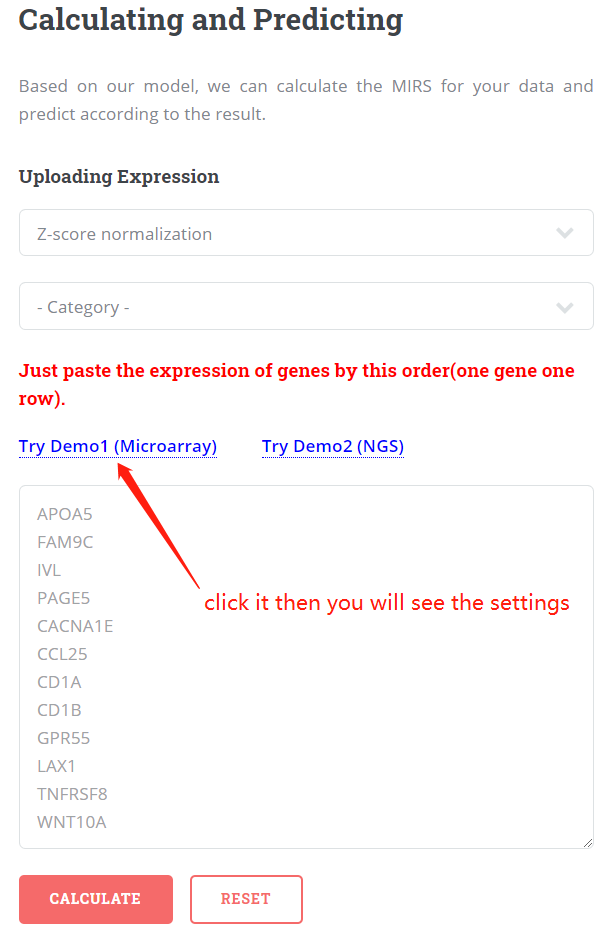 Calculating and Predicting
Based on our model, we can calculate the MIRS for your data and
predict according to the result.
Uploading Expression
Z-score normalization
- Category -
Just paste the expression of genes by this order(one gene one
row).
Try Demo1 (Microarray) Try Demo2 (NGS)
APOA5
FAM9C
IVL
PAGE5
click it then you will see the settings
CACNA1E
CCL25
CD1A
CD1B
GPR55
LAX1
TNFRSF8
WNT10A
CALCULATE RESET